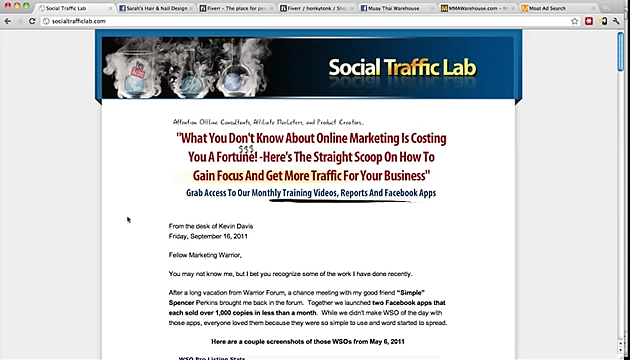 Social Traffic Lab
Sarah's Hair & Nail Design
Fiverr – The place for pe
Fiverr / honkytonk /
Muay Thai Warehouse
MMAWarehouse.com –
Moat Ad Search
socialtrafficlab.com
You
Social Traffic Lab
Attention Offline Consultants, Affiliate Marketers, and Product Creators...
"What You Don't Know About Online Marketing Is Costing
$$$
You A Fortune! -Here's The Straight Scoop On How To
Gain Focus And Get More Traffic For Your Business"
Grab Access To Our Monthly Training Videos, Reports And Facebook Apps
From the desk of Kevin Davis
Friday, September 16, 2011
Fellow Marketing Warrior,
You may not know me, but I bet you recognize some of the work I have done recently.
After a long vacation from Warrior Forum, a chance meeting with my good friend "Simple"
Spencer Perkins brought me back in the forum. Together we launched two Facebook apps that
each sold over 1,000 copies in less than a month. While we didn't make WSO of the day with
those apps, everyone loved them because they were so simple to use and word started to spread.
Here are a couple screenshots of those WSOs from May 6, 2011
WSO Pro Listing Stats